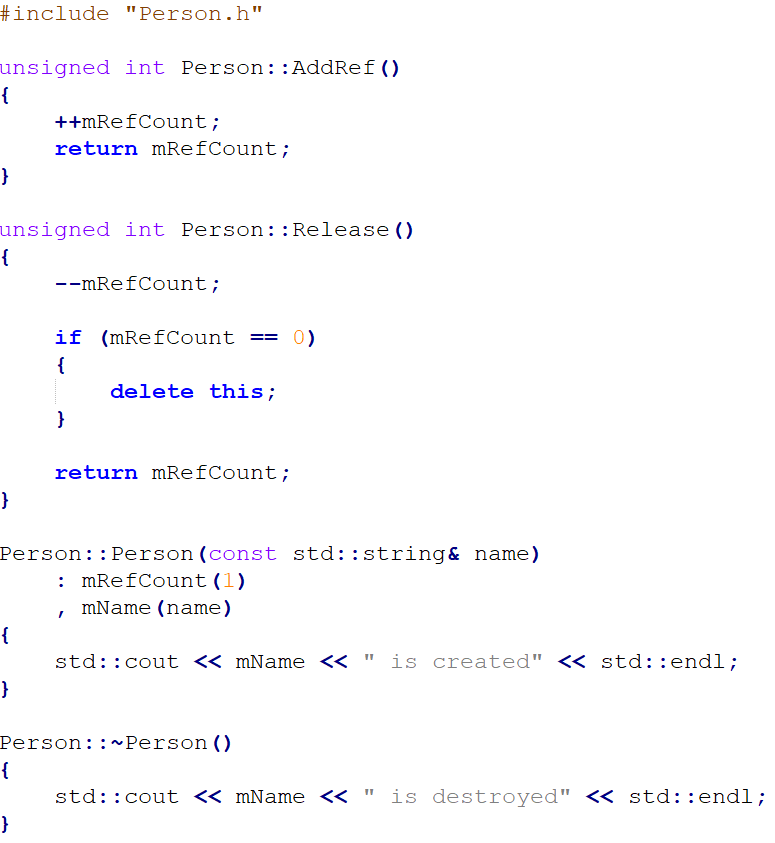 #include "Person.h"

unsigned int Person::AddRef()
{
    ++mRefCount;
    return mRefCount;
}

unsigned int Person::Release()
{
    --mRefCount;

    if (mRefCount == 0)
    {
        delete this;
    }

    return mRefCount;
}

Person::Person(const std::string& name)
    : mRefCount(1)
    , mName(name)
{
    std::cout << mName << " is created" << std::endl;
}

Person::~Person()
{
    std::cout << mName << " is destroyed" << std::endl;
}